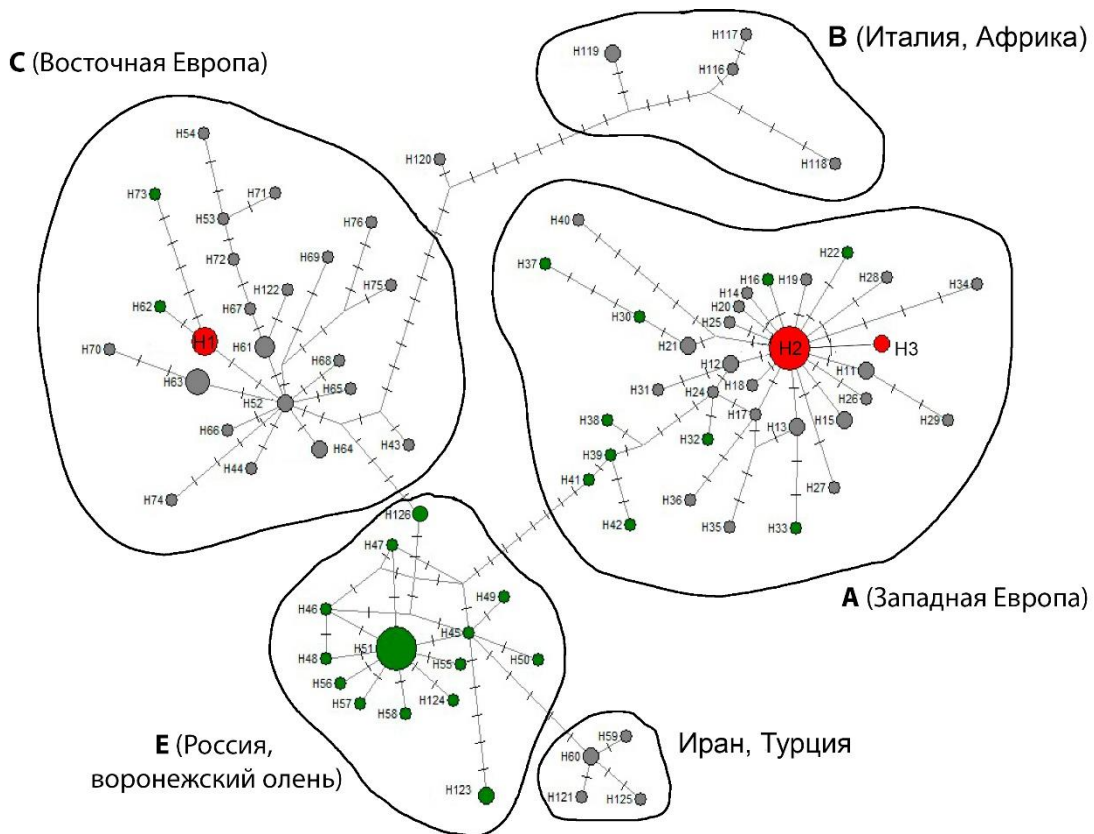 B (Италия, Африка)
H117
H119
H116
H118
C (Восточная Европа)
H54
H120
H73
H71
H53
H76
H72
H69
H122
H75
H67
H62
H1
H61
H70
H63
H68
H65
H52
H66
H64
H43
H44
H74
H40
H37
H22
H16
H19
H28
H34
H14
H20
H30
H25
H21
H2
H3
H12
H11
H31
H18
H24
H26
H17
H38
H13
H15
H29
H32
H39
H41
H27
H36
H42
H35
H33
A (Западная Европа)
H126
H47
H49
H46
H45
H51
H48
H55
H50
H56
H57
H124
H58
H123
E (Россия,
воронежский олень)
Иран, Турция
H59
H60
H121
H125